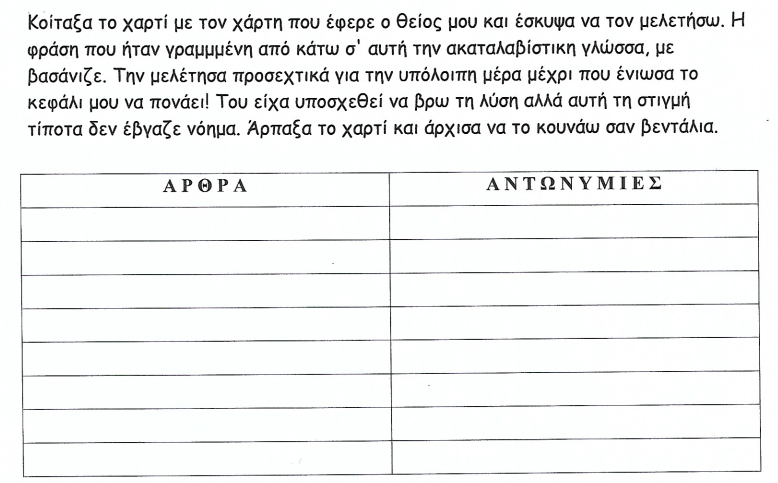 Κοίταξα το χαρτί με τον χάρτη που έφερε ο θείος μου και έσκυψα να τον μελετήσω. Η
φράση που ήταν γραμμμένη από κάτω σ' αυτή την ακαταλαβίστικη γλώσσα, με
βασάνιζε. Την μελέτησα προσεχτικά για την υπόλοιπη μέρα μέχρι που ένιωσα το
κεφάλι μου να πονάει! Του είχα υποσχεθεί να βρω τη λύση αλλά αυτή τη στιγμή
τίποτα δεν έβγαζε νόημα. Άρπαξα το χαρτί και άρχισα να το κουνάω σαν βεντάλια.
ΑΡΘΡΑ ΑΝΤΩΝΥΜΙΕΣ